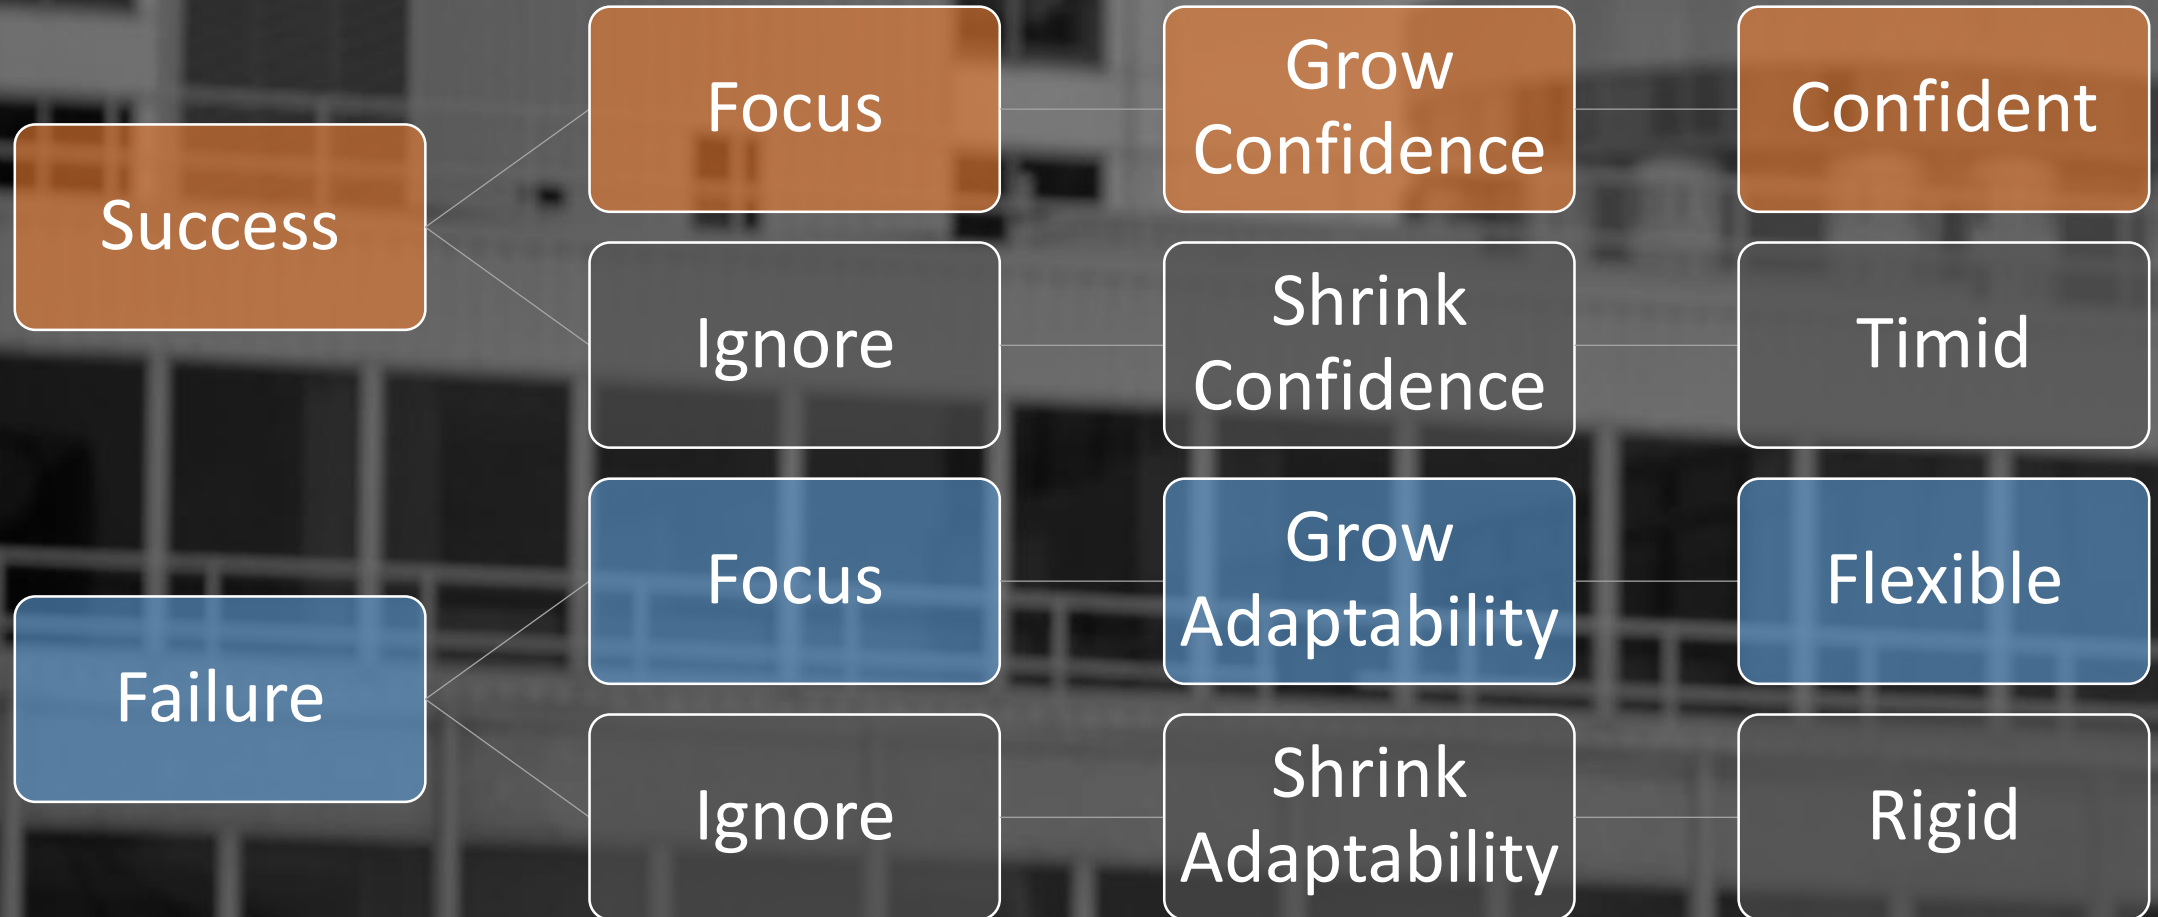 Success
Focus
Grow
Confidence
Confident
Ignore
Shrink
Confidence
Timid
Failure
Focus
Grow
Adaptability
Flexible
Ignore
Shrink
Adaptability
Rigid